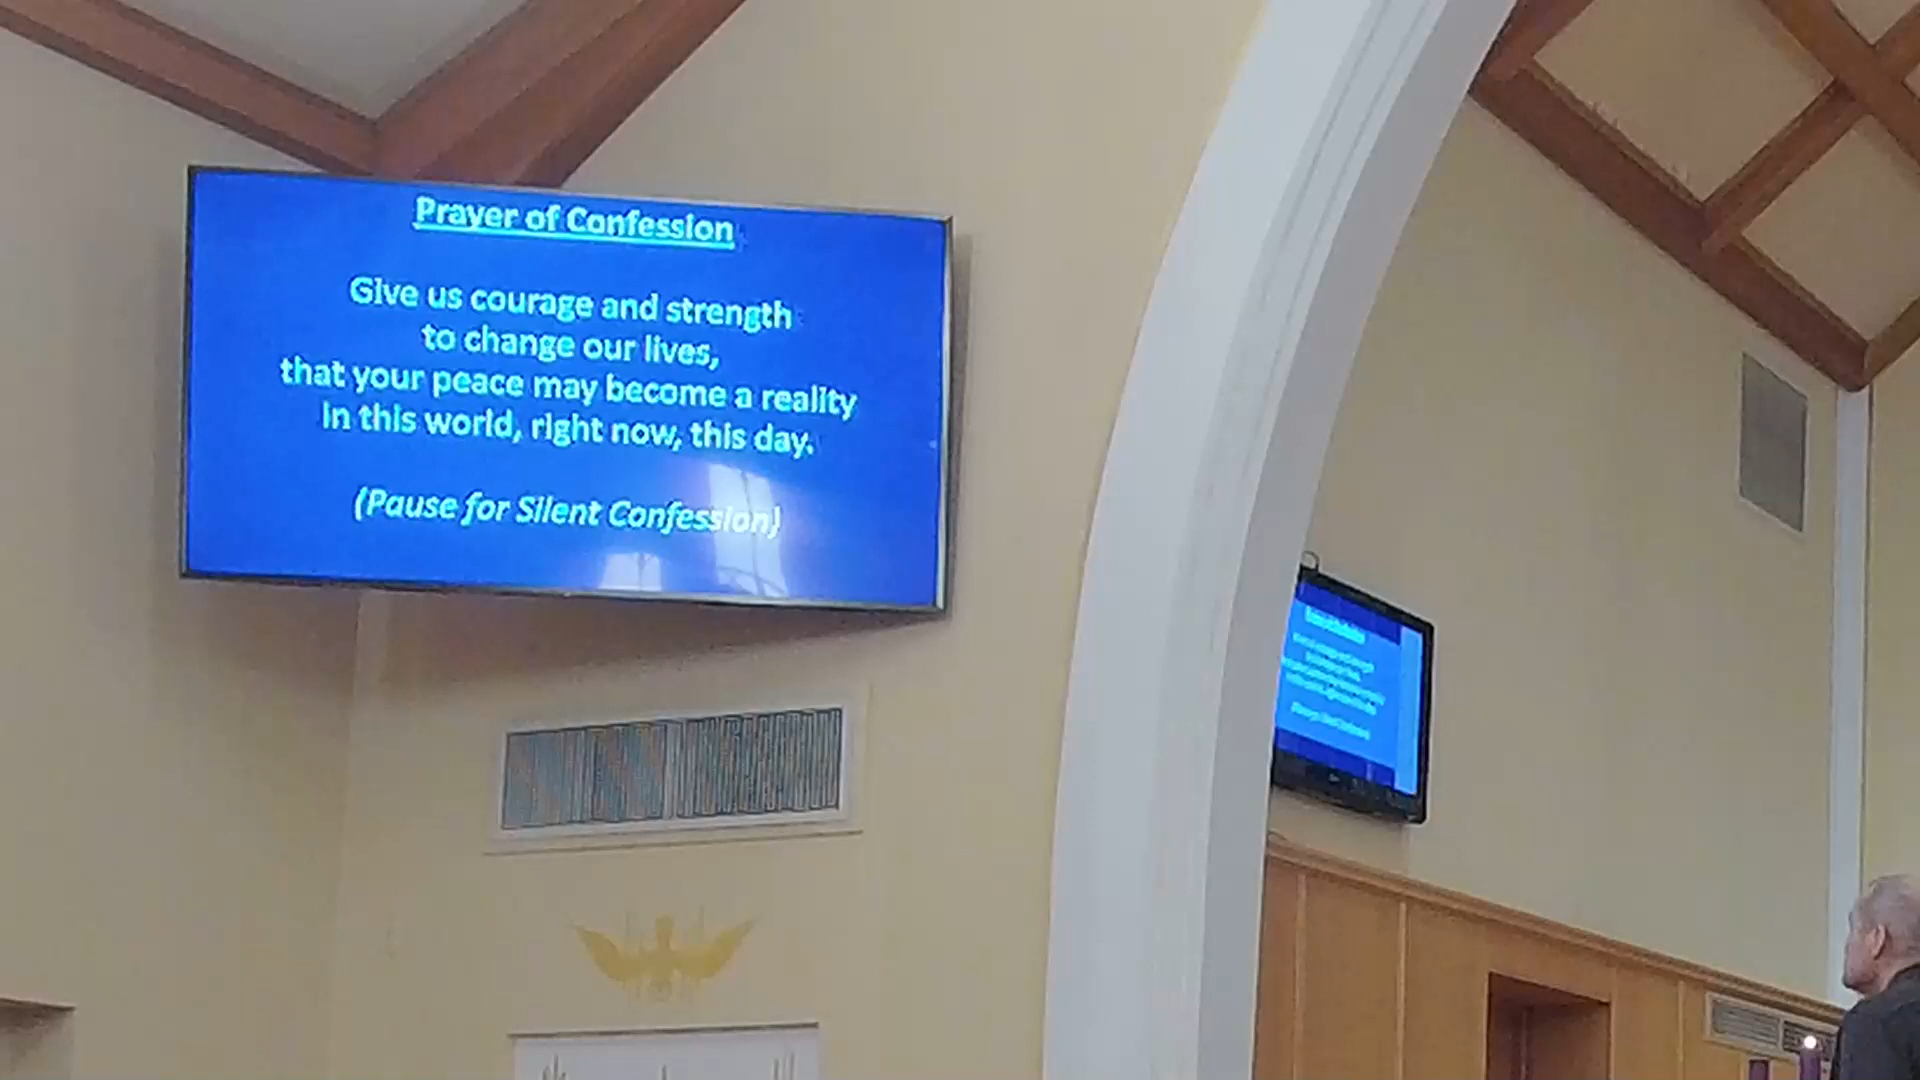 Prayer of Confession
Give us courage and strength
to change our lives,
that your peace may become a reality
in this world, right now, this day.
(Pause for Silent Confession)